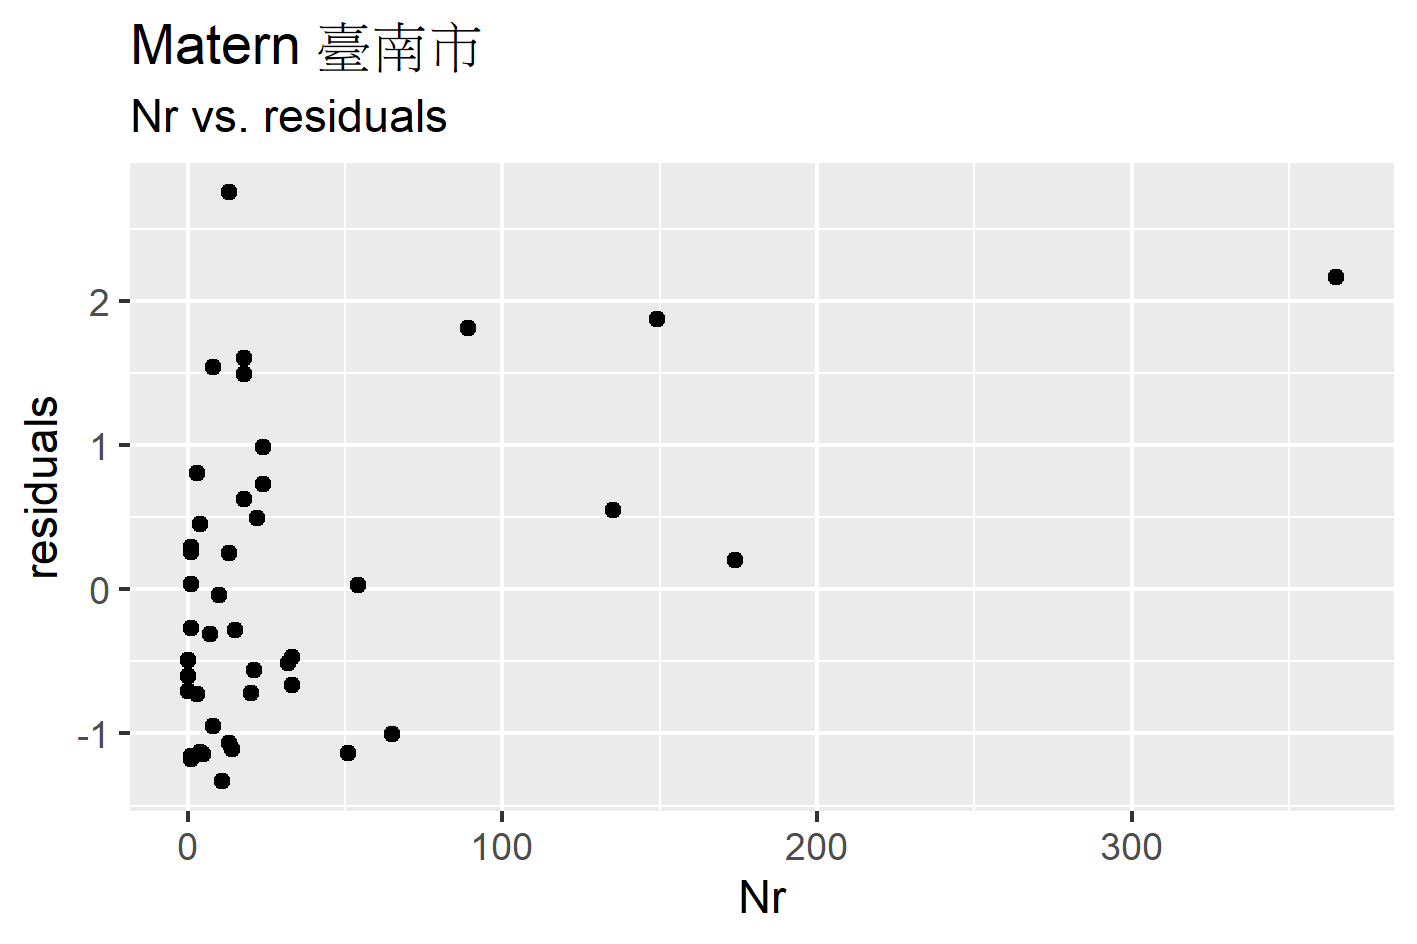 Matern 臺南市
Nr vs. residuals
2
1
0
-1
residuals
0 100 200 300
Nr